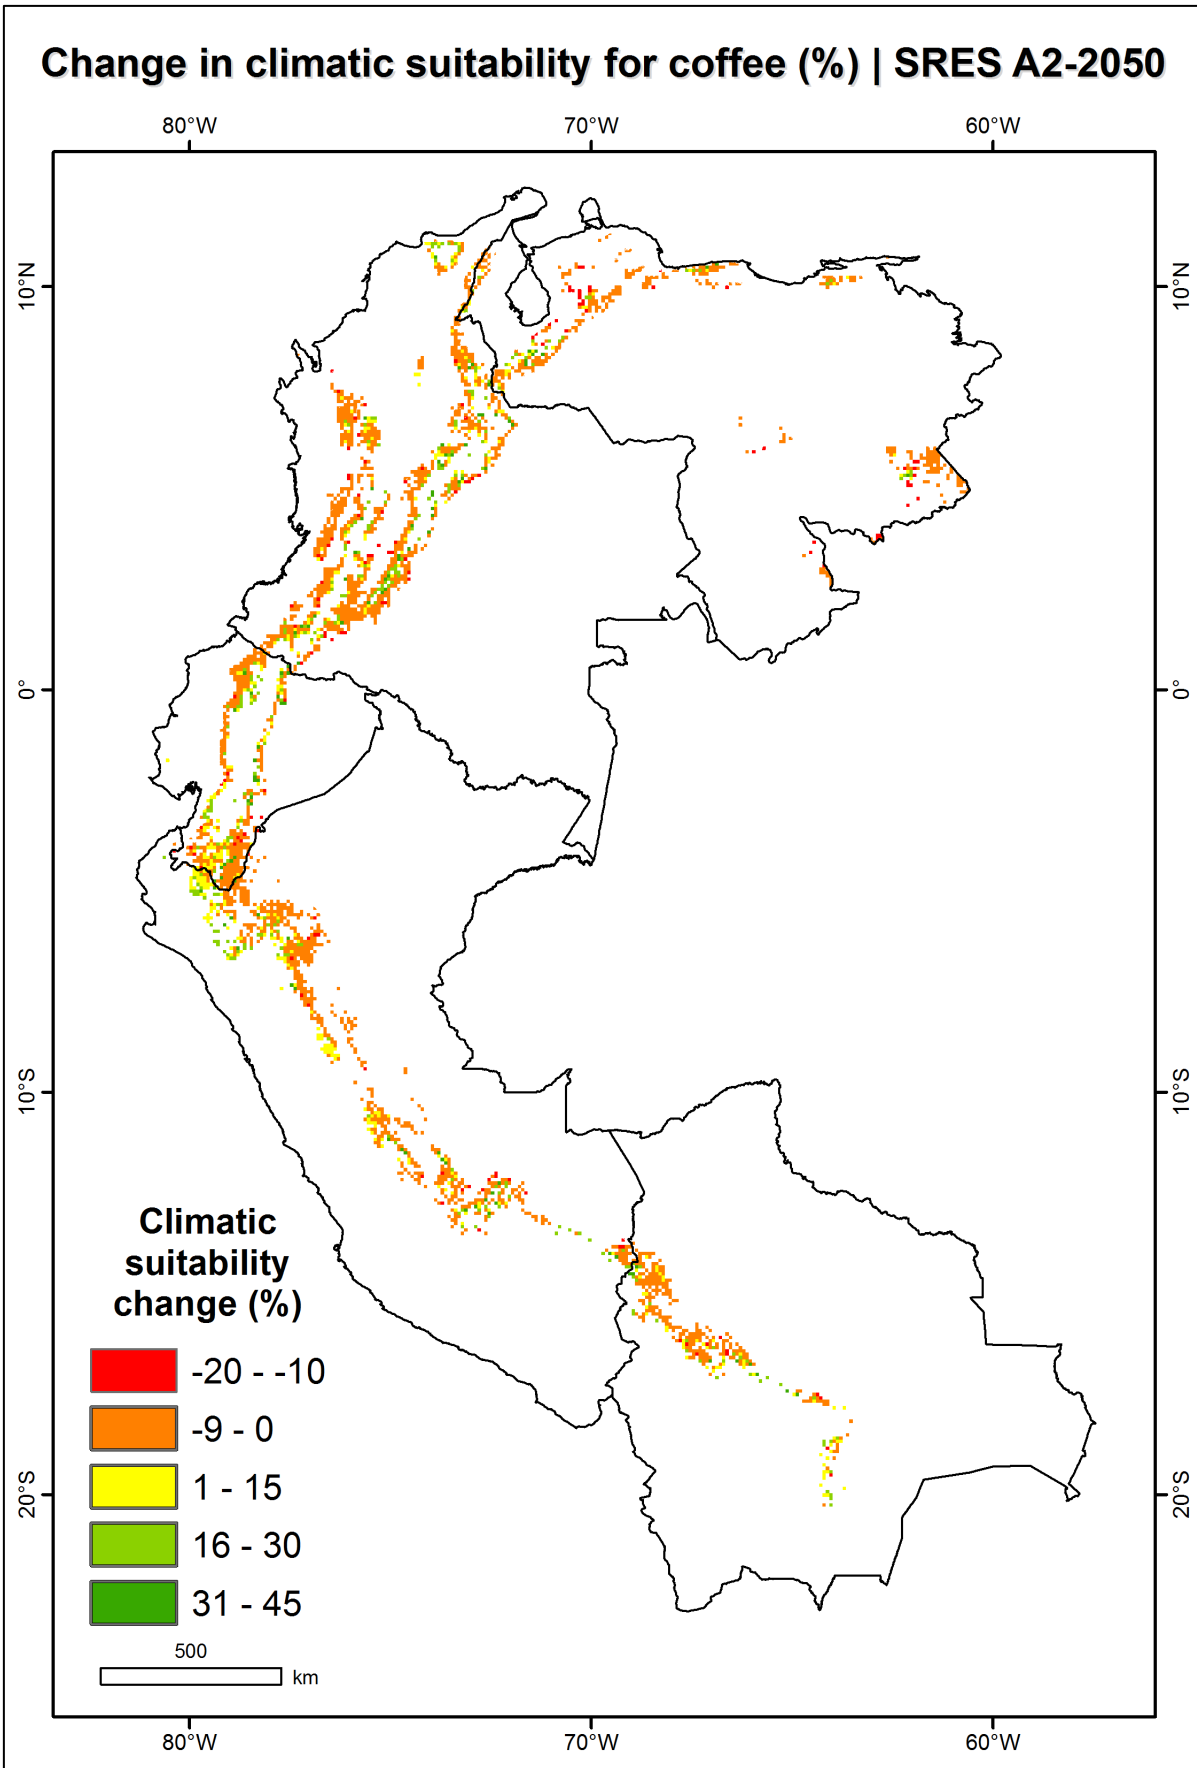 Change in climatic suitability for coffee (%) | SRES A2-2050
80°W 70°W 60°W
10°N 10°N
0° 0°
10°S 10°S
20°S 20°S
Climatic
suitability
change (%)
-20 - -10
-9 - 0
1 - 15
16 - 30
31 - 45
500
km
80°W 70°W 60°W